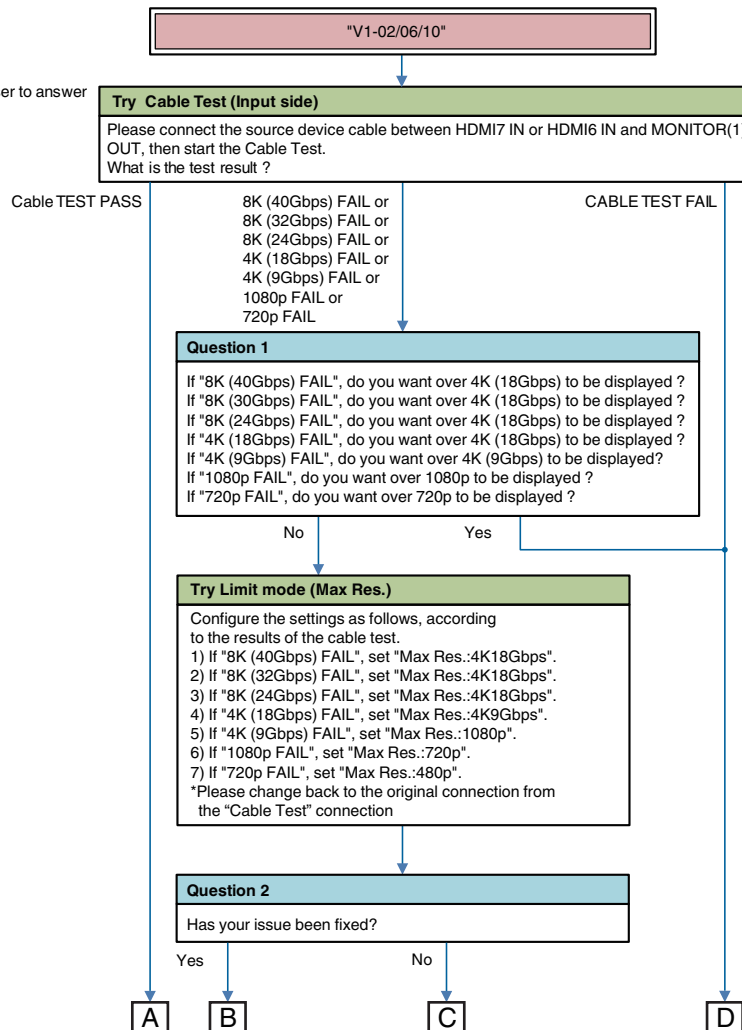 "V1-02/06/10"
er to answer
Try Cable Test (Input side)
Please connect the source device cable between HDMI7 IN or HDMI6 IN and MONITOR(1)
OUT, then start the Cable Test.
What is the test result ?
Cable TEST PASS
8K (40Gbps) FAIL or
8K (32Gbps) FAIL or
8K (24Gbps) FAIL or
4K (18Gbps) FAIL or
4K (9Gbps) FAIL or
1080p FAIL or
720p FAIL
CABLE TEST FAIL
Question 1
If "8K (40Gbps) FAIL", do you want over 4K (18Gbps) to be displayed ?
If "8K (30Gbps) FAIL", do you want over 4K (18Gbps) to be displayed ?
If "8K (24Gbps) FAIL", do you want over 4K (18Gbps) to be displayed ?
If "4K (18Gbps) FAIL", do you want over 4K (18Gbps) to be displayed ?
If "4K (9Gbps) FAIL", do you want over 4K (9Gbps) to be displayed?
If "1080p FAIL", do you want over 1080p to be displayed ?
If "720p FAIL", do you want over 720p to be displayed ?
No
Yes
Try Limit mode (Max Res.)
Configure the settings as follows, according
to the results of the cable test.
1) If "8K (40Gbps) FAIL", set "Max Res.:4K18Gbps".
2) If "8K (32Gbps) FAIL", set "Max Res.:4K18Gbps".
3) If "8K (24Gbps) FAIL", set "Max Res.:4K18Gbps".
4) If "4K (18Gbps) FAIL", set "Max Res.:4K9Gbps".
5) If "4K (9Gbps) FAIL", set "Max Res.:1080p".
6) If "1080p FAIL", set "Max Res.:720p".
7) If "720p FAIL", set "Max Res.:480p".
*Please change back to the original connection from
the “Cable Test” connection
Question 2
Has your issue been fixed?
Yes
No
A
B
C
D